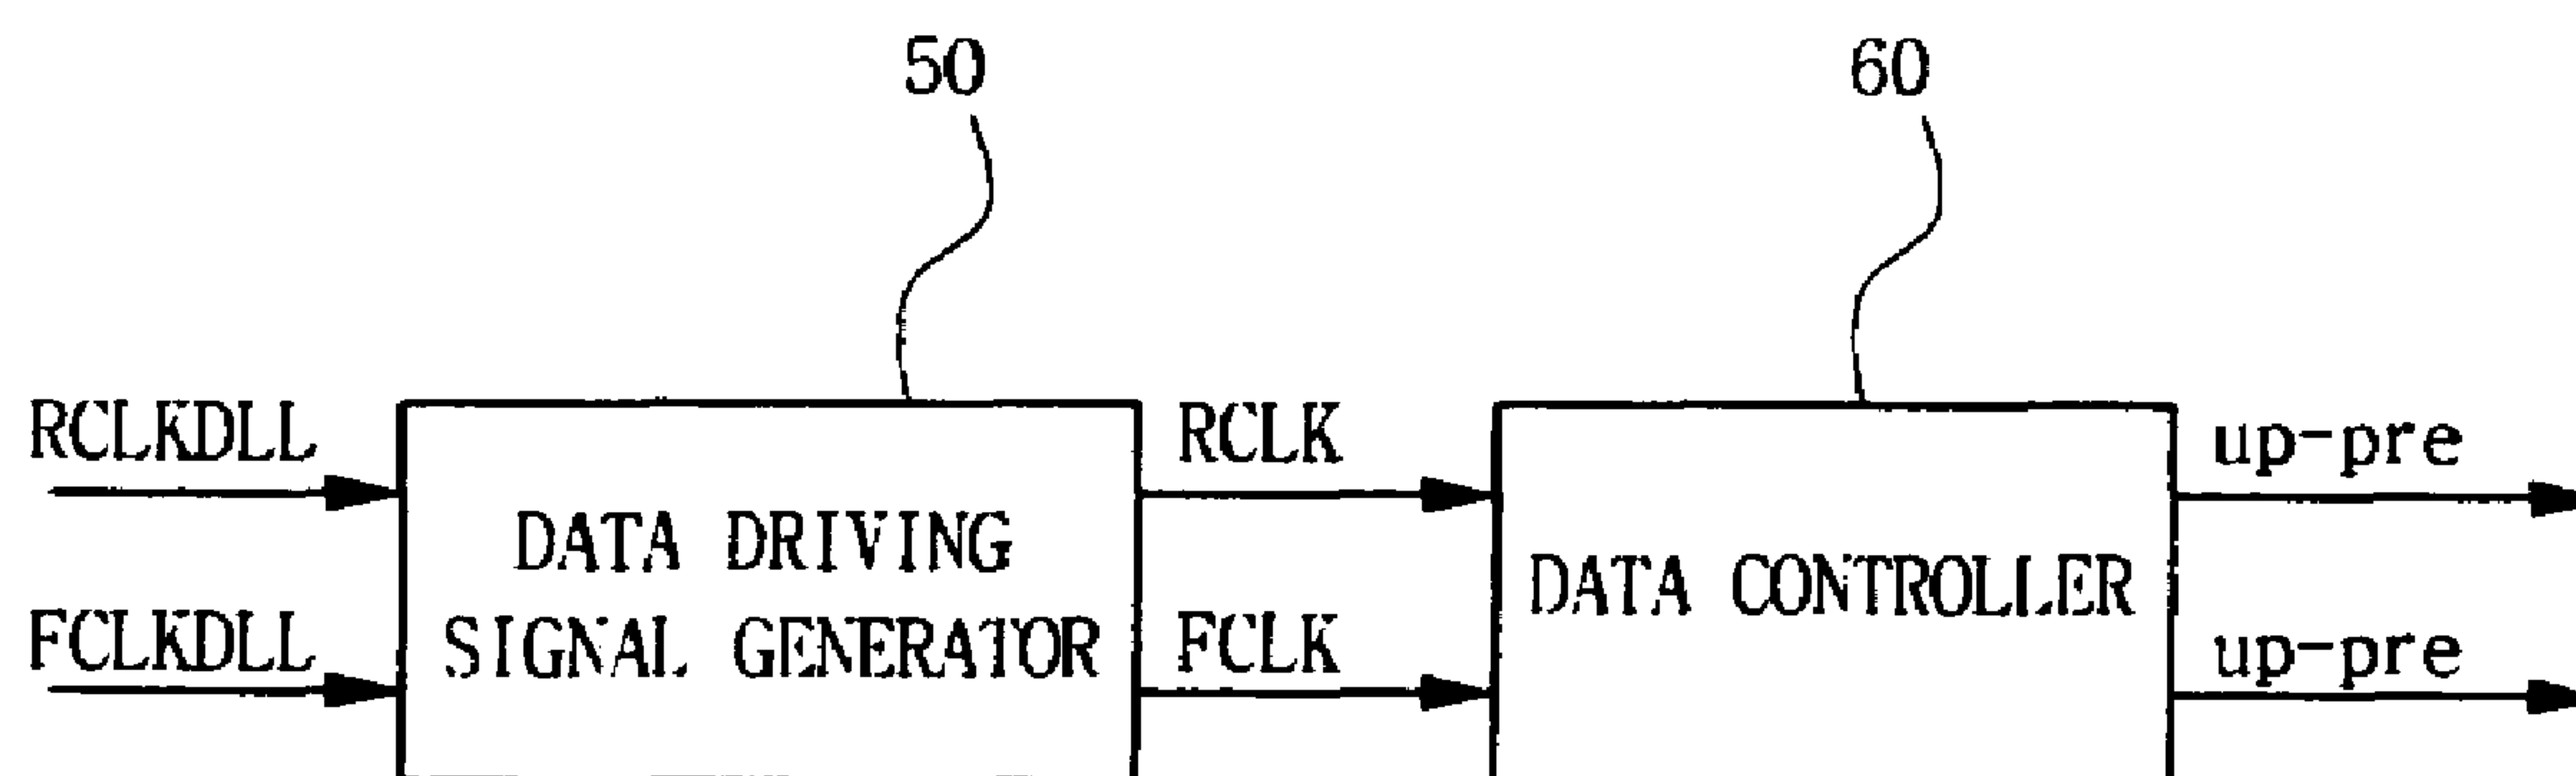 50
60
RCLKDLL
FCLKDLL
DATA DRIVING
SIGNAL GENERATOR
RCLK
FCLK
DATA CONTROLLER
up-pre
up-pre